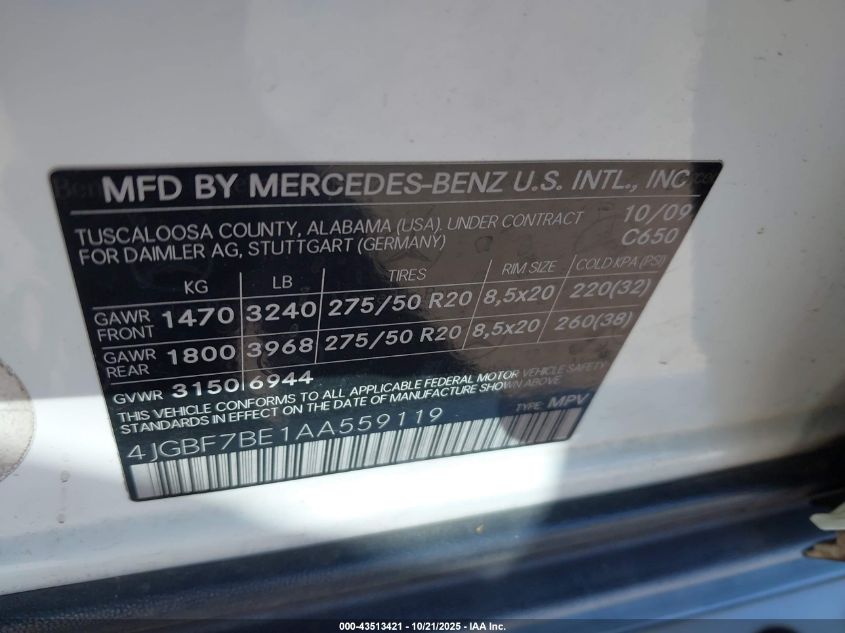 MFD BY MERCEDES-BENZ U.S. INTL., INC
TUSCALOOSA COUNTY, ALABAMA (USA). UNDER CONTRACT 10/09
FOR DAIMLER AG, STUTTGART (GERMANY) C650
KG LB TIRES RIM SIZE COLD KPA (PSI)
GAWR FRONT 1470 3240 275/50 R20 8,5x20 220(32)
GAWR REAR 1800 3968 275/50 R20 8,5x20 260(38)
GVWR 3150 6944
THIS VEHICLE CONFORMS TO ALL APPLICABLE FEDERAL MOTOR VEHICLE SAFETY
STANDARDS IN EFFECT ON THE DATE OF MANUFACTURE SHOWN ABOVE.
4JGBF7BE1AA559119 TYPE: MPV
000-43513421 - 10/21/2025 - IAA Inc.